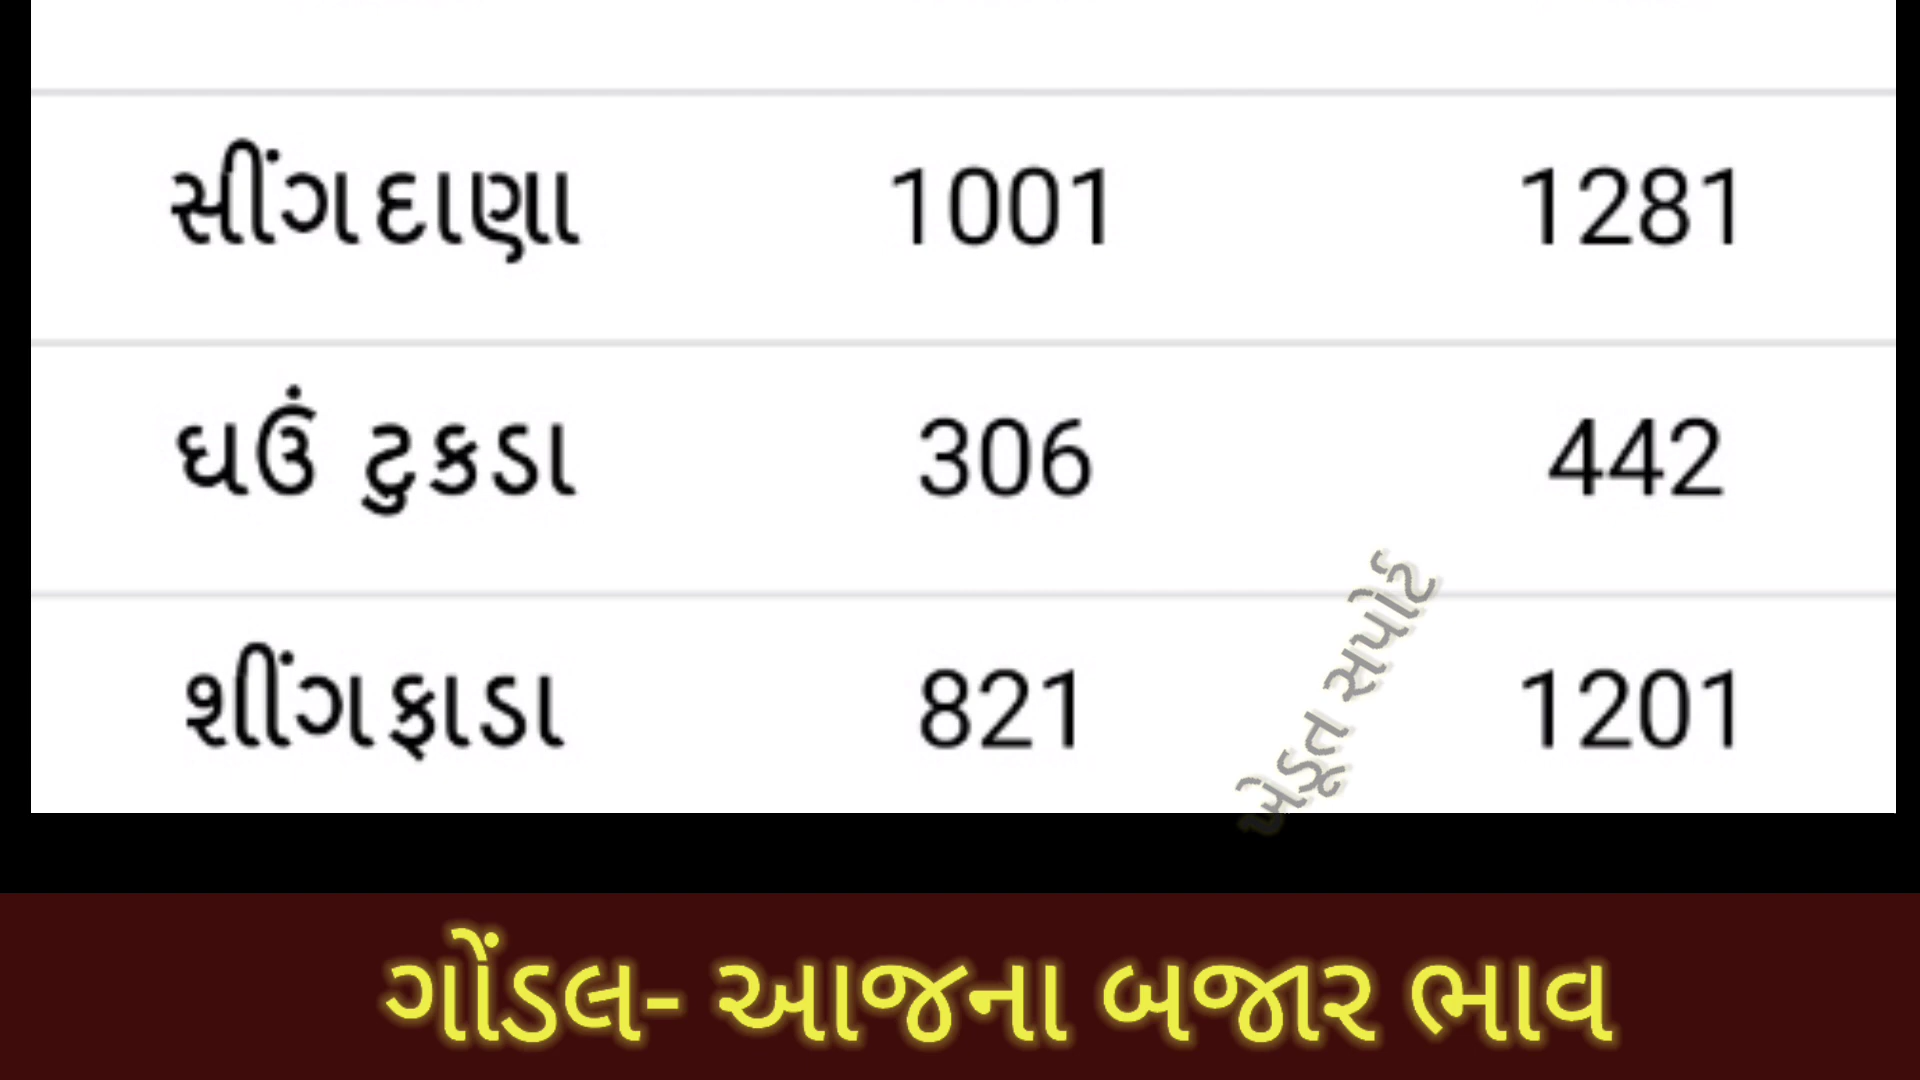 સીંગદાણા 1001 1281
ઘઉં ટુકડા 306 442
શીંગફાડા 821 1201
ખેડૂત સપોર્ટ
ગોંડલ- આજના બજાર ભાવ